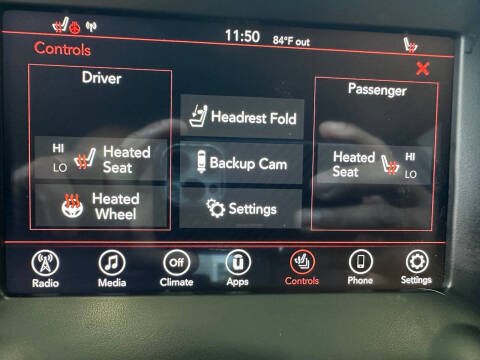 11:50 84°F out
Controls
Driver
Passenger
Headrest Fold
HI
LO
Heated
Seat
Backup Cam
Heated
Seat
HI
LO
Heated
Wheel
Settings
Off
Radio Media Climate Apps Controls Phone Settings